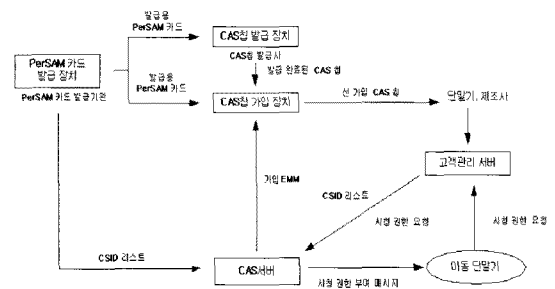 발급용
PerSAM 카드
CAS칩 발급 장치
CAS칩 발급사
PerSAM 카드
발급 장치
PerSAM 카드 발급기관
발급용
PerSAM 카드
발급 완료된 CAS 칩
CAS칩 가입 장치
선 가입 CAS 칩
단말기, 제조사
고객관리 서버
가입 EMM
CSID 리스트
시청 권한 요청
시청 권한 요청
CSID 리스트
CAS서버
시청 권한 부여 메시지
이동 단말기